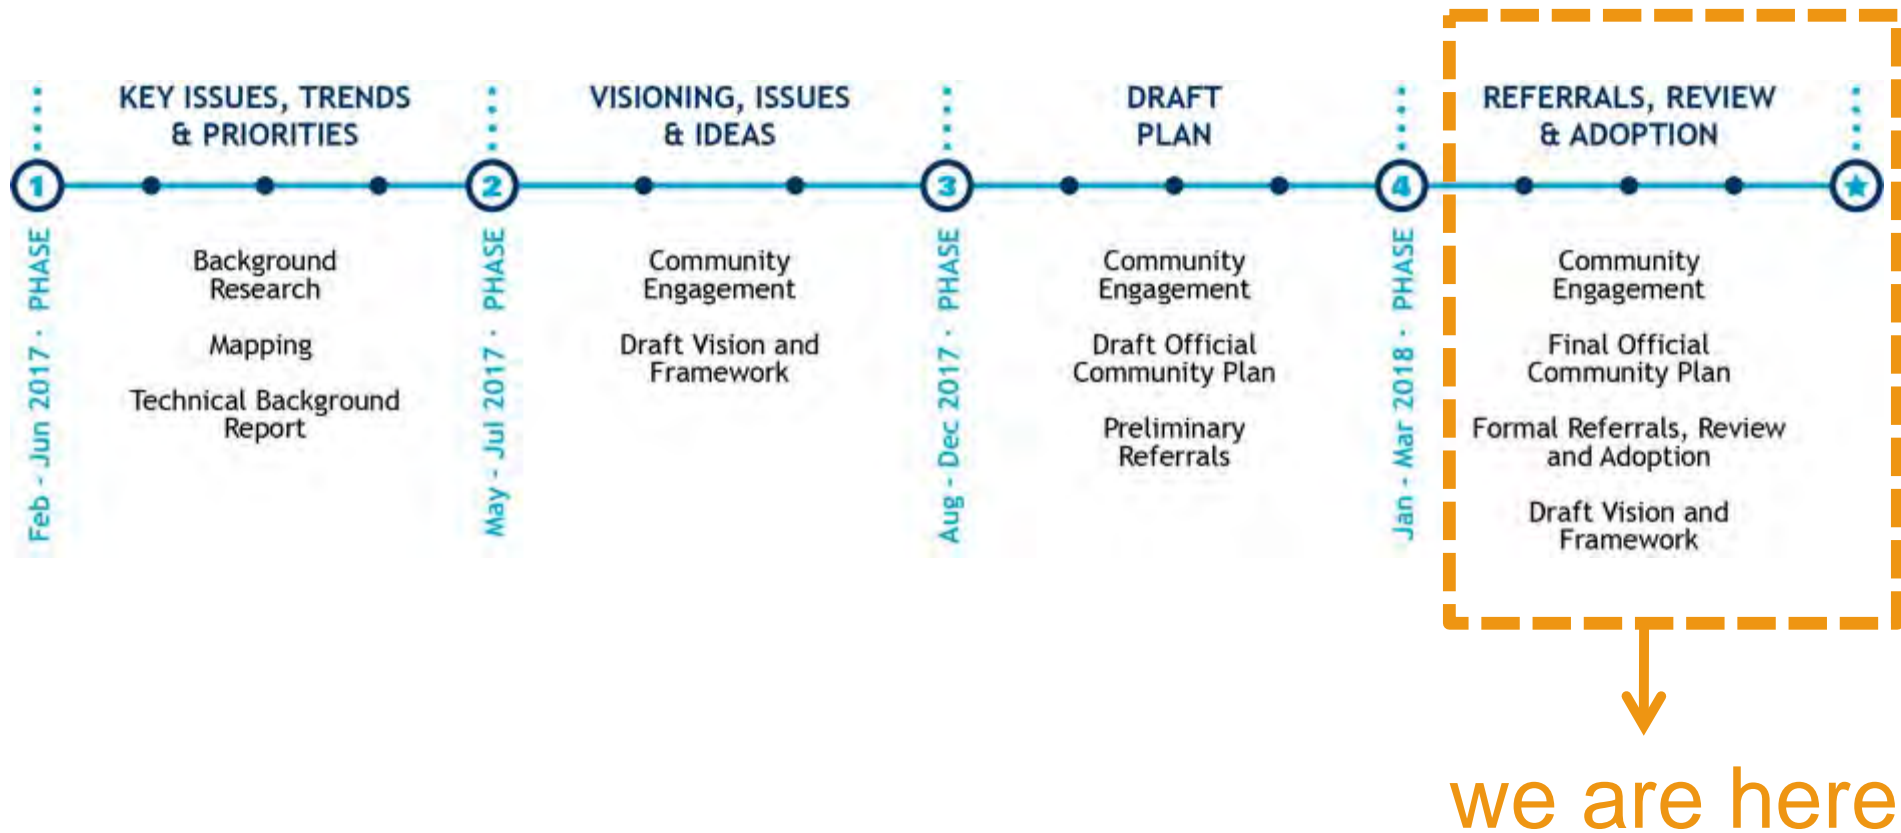 KEY ISSUES, TRENDS
& PRIORITIES
VISIONING, ISSUES
& IDEAS
DRAFT
PLAN
REFERRALS, REVIEW
& ADOPTION
1
2
3
4
Feb - Jun 2017 · PHASE
Background
Research
Mapping
Technical Background
Report
May - Jul 2017 · PHASE
Community
Engagement
Draft Vision and
Framework
Aug - Dec 2017 · PHASE
Community
Engagement
Draft Official
Community Plan
Preliminary
Referrals
Jan - Mar 2018 · PHASE
Community
Engagement
Final Official
Community Plan
Formal Referrals, Review
and Adoption
Draft Vision and
Framework
we are here